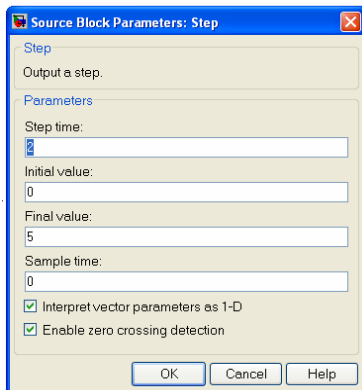 Source Block Parameters: Step
Step
Output a step.
Parameters
Step time:
2
Initial value:
0
Final value:
5
Sample time:
0
Interpret vector parameters as 1-D
Enable zero crossing detection
OK Cancel Help